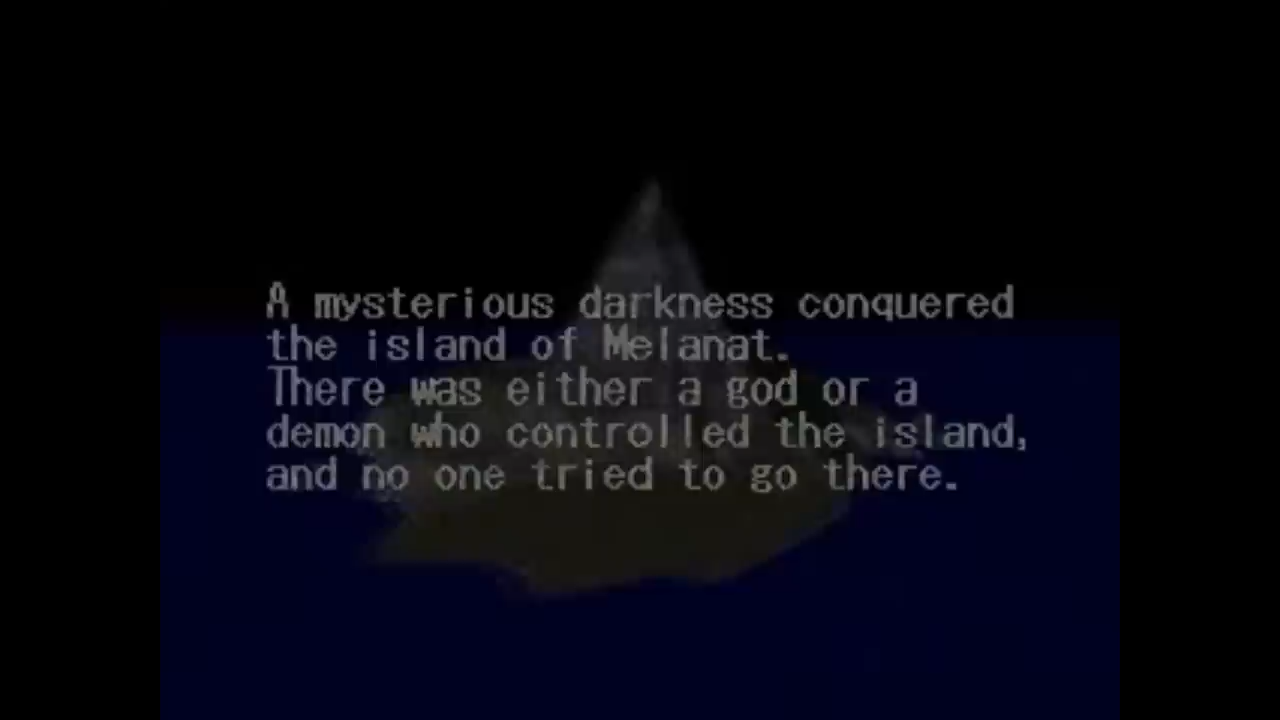 A mysterious darkness conquered
the island of Melanat.
There was either a god or a
demon who controlled the island,
and no one tried to go there.